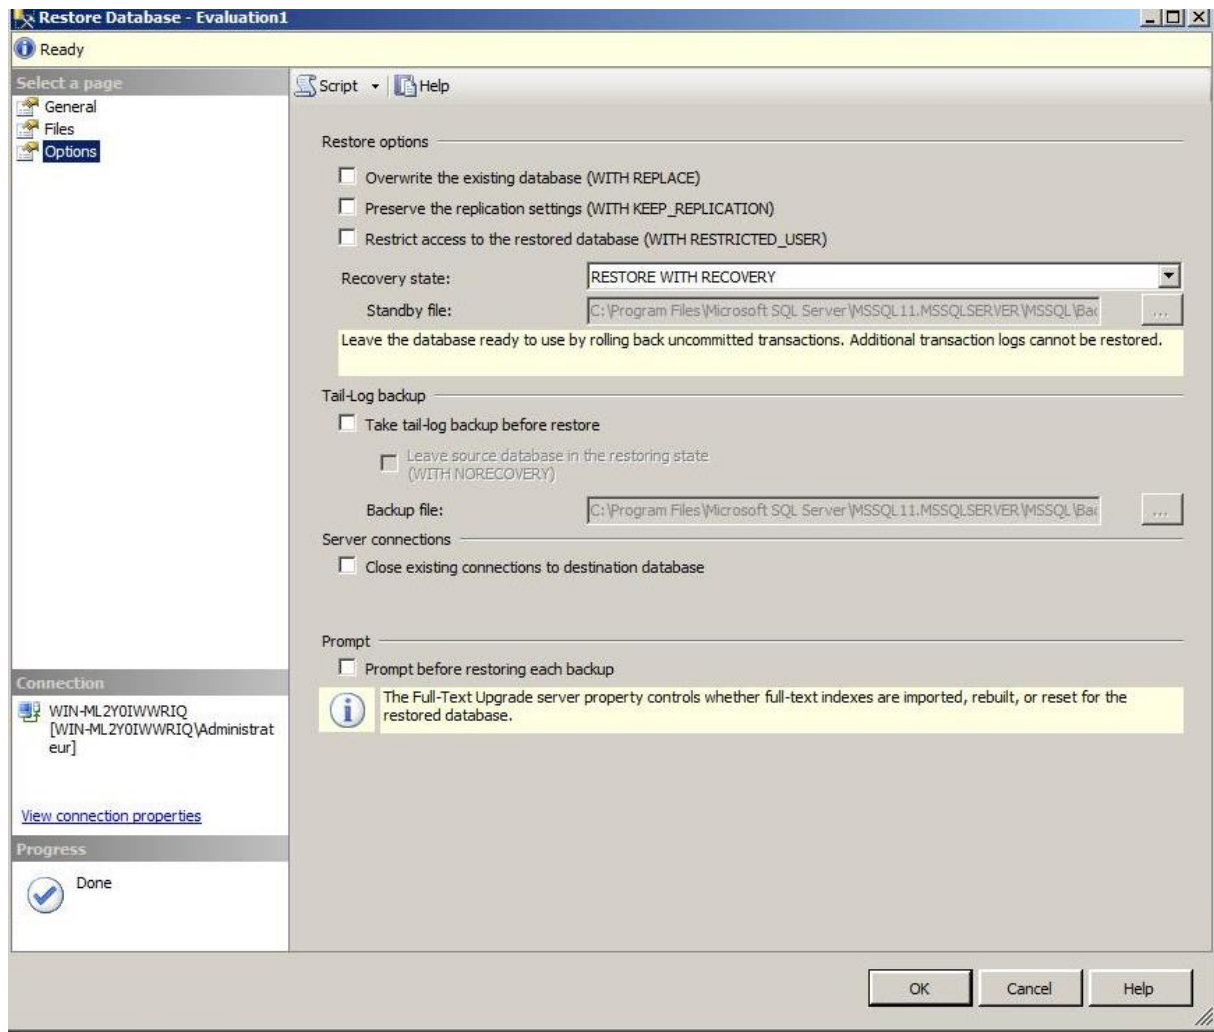 Restore Database - Evaluation1
Ready
Select a page
General
Files
Options
Script
Help
Restore options
Overwrite the existing database (WITH REPLACE)
Preserve the replication settings (WITH KEEP_REPLICATION)
Restrict access to the restored database (WITH RESTRICTED_USER)
Recovery state:
RESTORE WITH RECOVERY
Standby file:
C:\Program Files\Microsoft SQL Server\MSSQL11.MSSQLSERVER\MSSQL\Bac
...
Leave the database ready to use by rolling back uncommitted transactions. Additional transaction logs cannot be restored.
Tail-Log backup
Take tail-log backup before restore
Leave source database in the restoring state
(WITH NORECOVERY)
Backup file:
C:\Program Files\Microsoft SQL Server\MSSQL11.MSSQLSERVER\MSSQL\Bac
...
Server connections
Close existing connections to destination database
Prompt
Prompt before restoring each backup
The Full-Text Upgrade server property controls whether full-text indexes are imported, rebuilt, or reset for the
restored database.
Connection
WIN-ML2Y0IWWRIQ
[WIN-ML2Y0IWWRIQ\Administrat
eur]
View connection properties
Progress
Done
OK
Cancel
Help